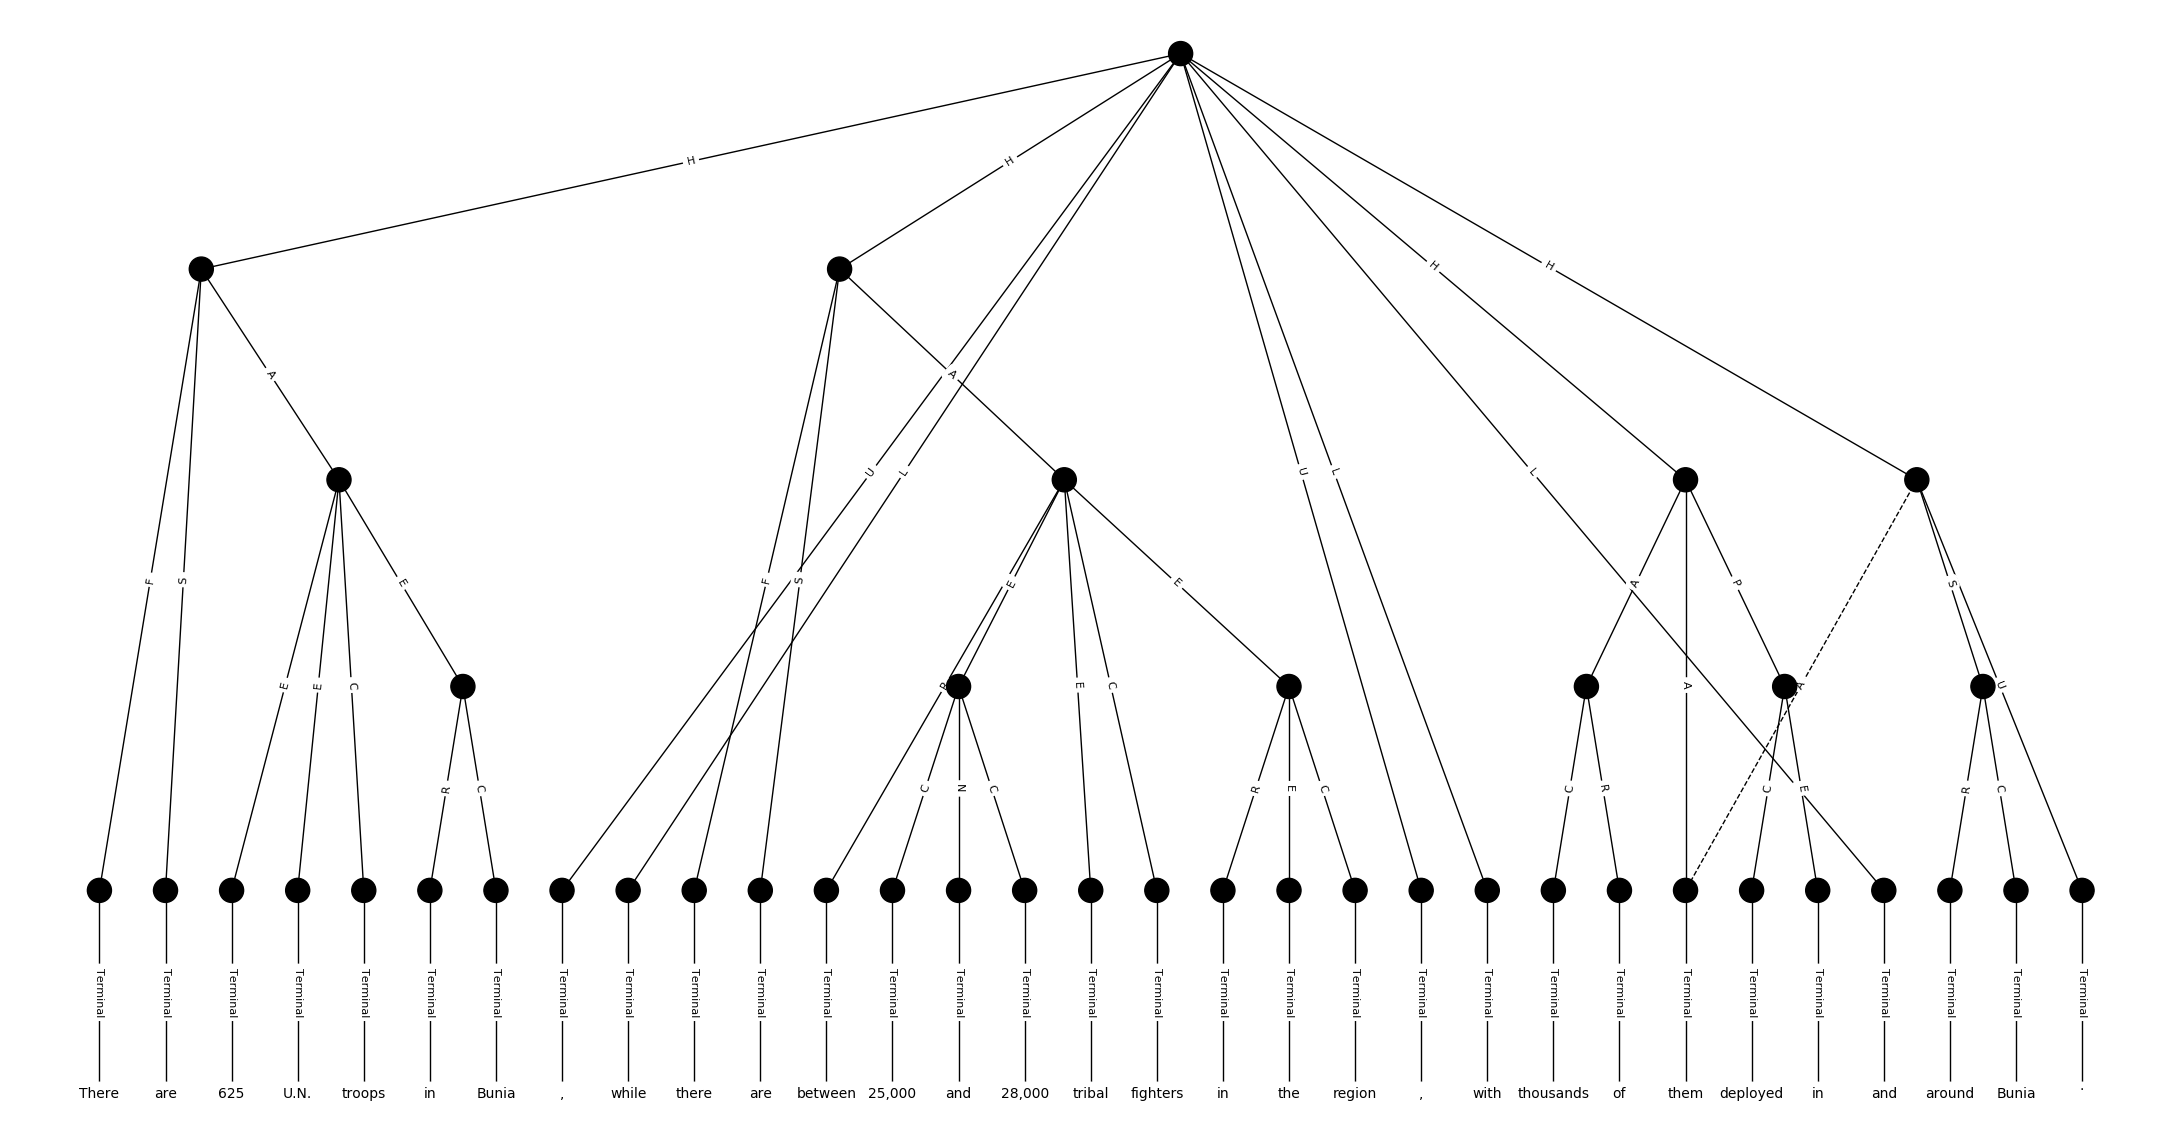 H H H H
A A
U L U L L
F S E F S E E A P S
E E C R E C A A U
R C C N C R E C C R C E R C
Terminal Terminal Terminal Terminal Terminal Terminal Terminal Terminal Terminal Terminal Terminal Terminal Terminal Terminal Terminal Terminal Terminal Terminal Terminal Terminal Terminal Terminal Terminal Terminal Terminal Terminal Terminal Terminal Terminal Terminal Terminal
There are 625 U.N. troops in Bunia , while there are between 25,000 and 28,000 tribal fighters in the region , with thousands of them deployed in and around Bunia .